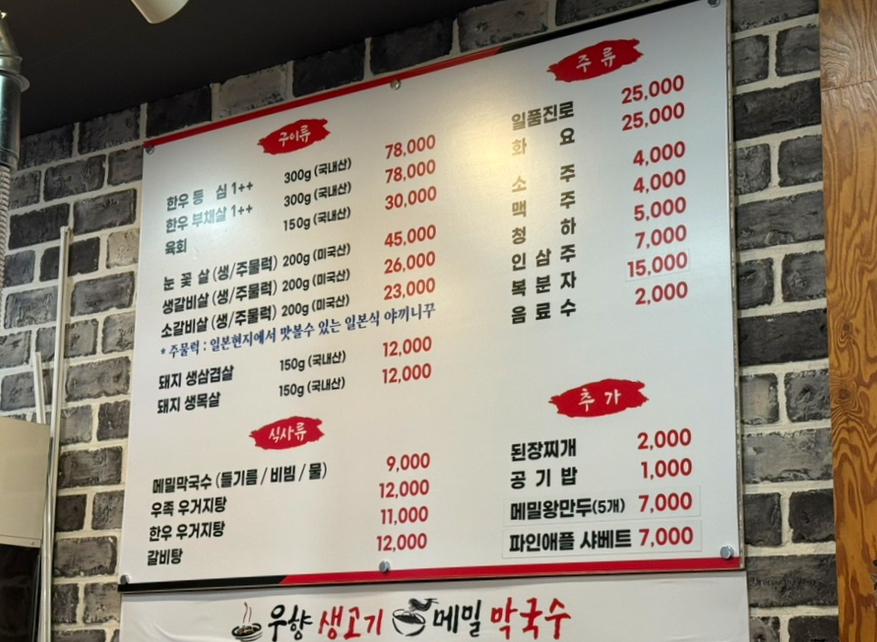 구이류
한우 등 심 1++ 300g (국내산) 78,000
한우 부채살 1++ 300g (국내산) 78,000
육회 150g (국내산) 30,000
눈 꽃 살 (생/주물럭) 200g (미국산) 45,000
생갈비살 (생/주물럭) 200g (미국산) 26,000
소갈비살 (생/주물럭) 200g (미국산) 23,000
* 주물럭 : 일본현지에서 맛볼수 있는 일본식 야끼니꾸
돼지 생삼겹살 150g (국내산) 12,000
돼지 생목살 150g (국내산) 12,000
식사류
메밀막국수 (들기름 / 비빔 / 물) 9,000
우족 우거지탕 12,000
한우 우거지탕 11,000
갈비탕 12,000
주 류
일품진로 25,000
화 요 25,000
소 주 4,000
맥 주 4,000
청 하 5,000
인 삼 주 7,000
복 분 자 15,000
음 료 수 2,000
추 가
된장찌개 2,000
공 기 밥 1,000
메밀왕만두(5개) 7,000
파인애플 샤베트 7,000
우향 생고기 메밀 막국수